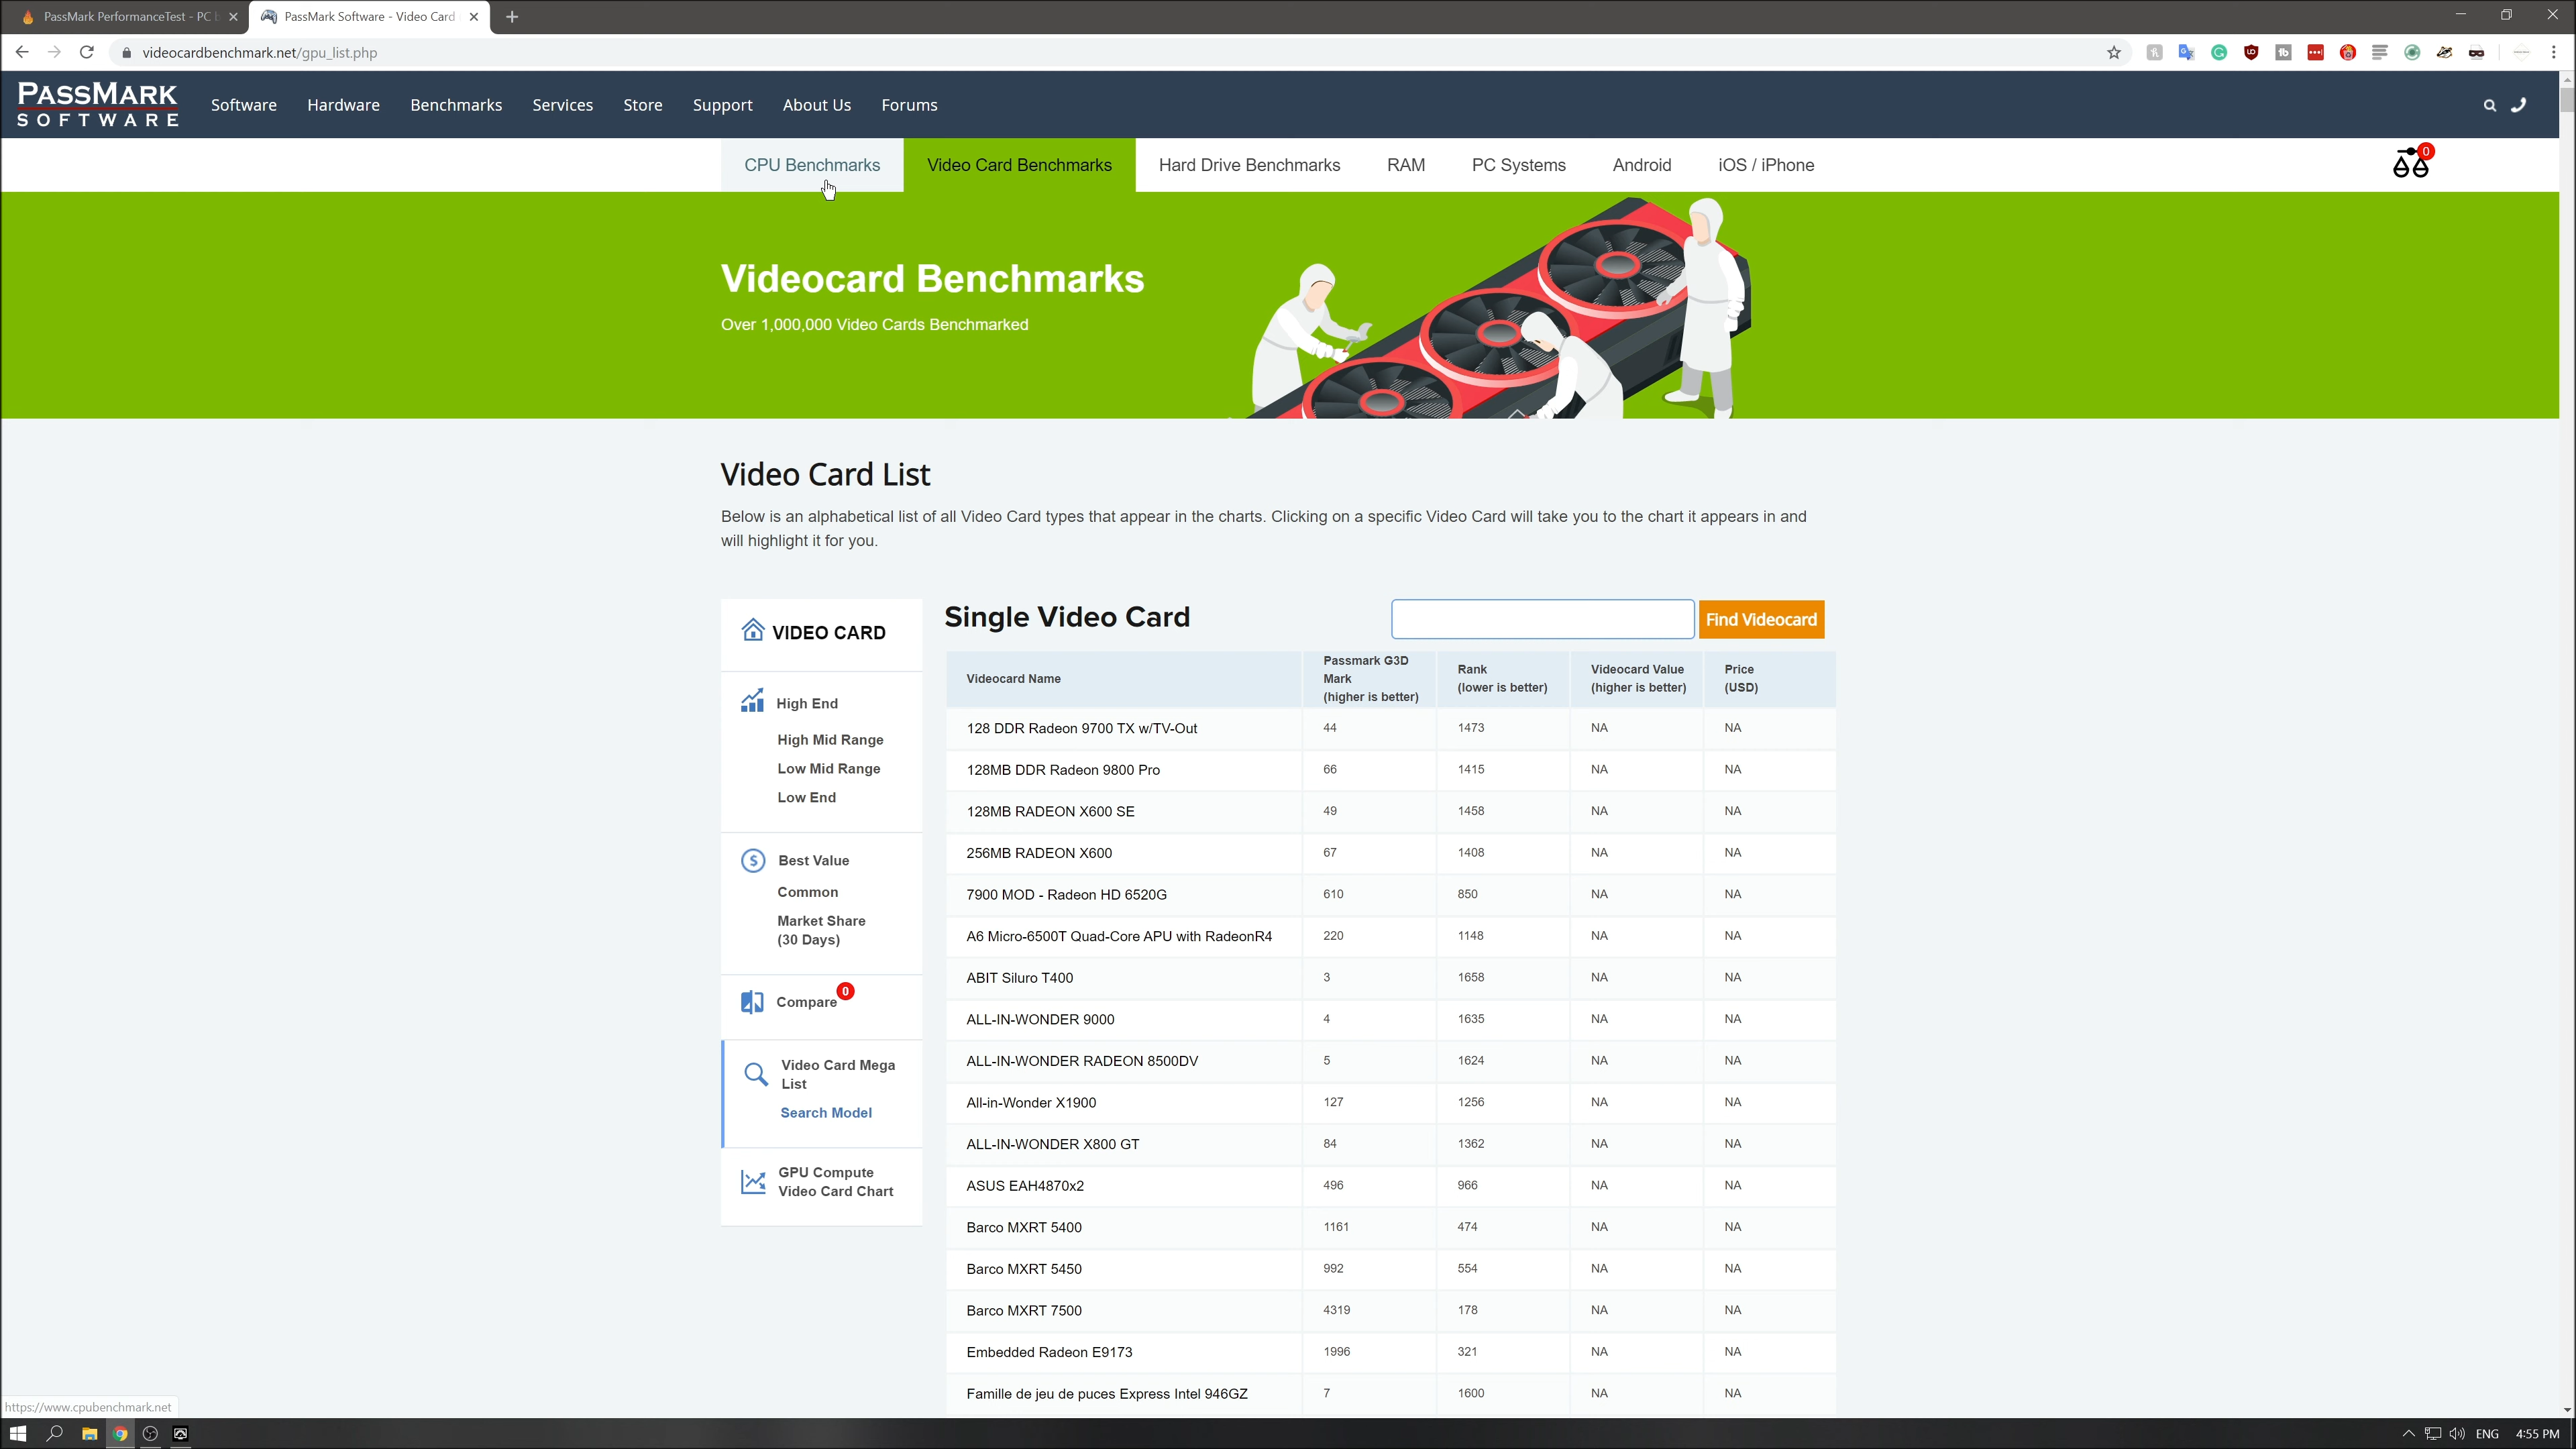 PassMark PerformanceTest - PC
PassMark Software - Video Card
videocardbenchmark.net/gpu_list.php
PASSMARK
SOFTWARE
Software Hardware Benchmarks Services Store Support About Us Forums
CPU Benchmarks Video Card Benchmarks Hard Drive Benchmarks RAM PC Systems Android iOS / iPhone
0
Videocard Benchmarks
Over 1,000,000 Video Cards Benchmarked
Video Card List
Below is an alphabetical list of all Video Card types that appear in the charts. Clicking on a specific Video Card will take you to the chart it appears in and
will highlight it for you.
VIDEO CARD
High End
High Mid Range
Low Mid Range
Low End
Best Value
Common
Market Share
(30 Days)
Compare 0
Video Card Mega
List
Search Model
GPU Compute
Video Card Chart
Single Video Card
Find Videocard
Videocard Name
Passmark G3D
Mark
(higher is better)
Rank
(lower is better)
Videocard Value
(higher is better)
Price
(USD)
128 DDR Radeon 9700 TX w/TV-Out 44 1473 NA NA
128MB DDR Radeon 9800 Pro 66 1415 NA NA
128MB RADEON X600 SE 49 1458 NA NA
256MB RADEON X600 67 1408 NA NA
7900 MOD - Radeon HD 6520G 610 850 NA NA
A6 Micro-6500T Quad-Core APU with RadeonR4 220 1148 NA NA
ABIT Siluro T400 3 1658 NA NA
ALL-IN-WONDER 9000 4 1635 NA NA
ALL-IN-WONDER RADEON 8500DV 5 1624 NA NA
All-in-Wonder X1900 127 1256 NA NA
ALL-IN-WONDER X800 GT 84 1362 NA NA
ASUS EAH4870x2 496 966 NA NA
Barco MXRT 5400 1161 474 NA NA
Barco MXRT 5450 992 554 NA NA
Barco MXRT 7500 4319 178 NA NA
Embedded Radeon E9173 1996 321 NA NA
Famille de jeu de puces Express Intel 946GZ 7 1600 NA NA
https://www.cpubenchmark.net
ENG 4:55 PM